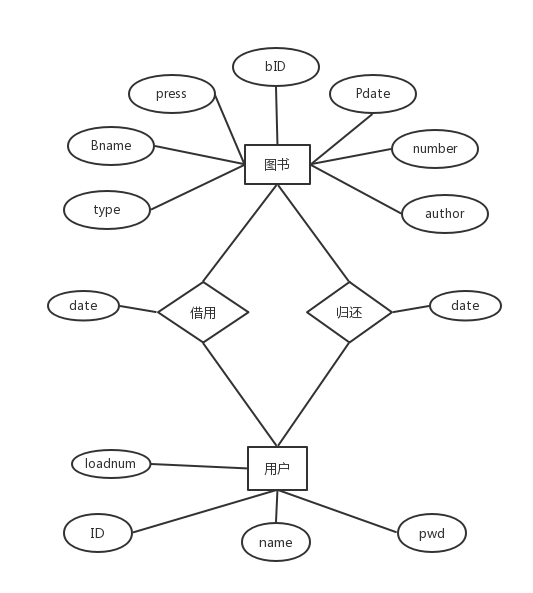 bID
press
Pdate
Bname
number
图书
type
author
date
借用
归还
date
loadnum
用户
ID
name
pwd